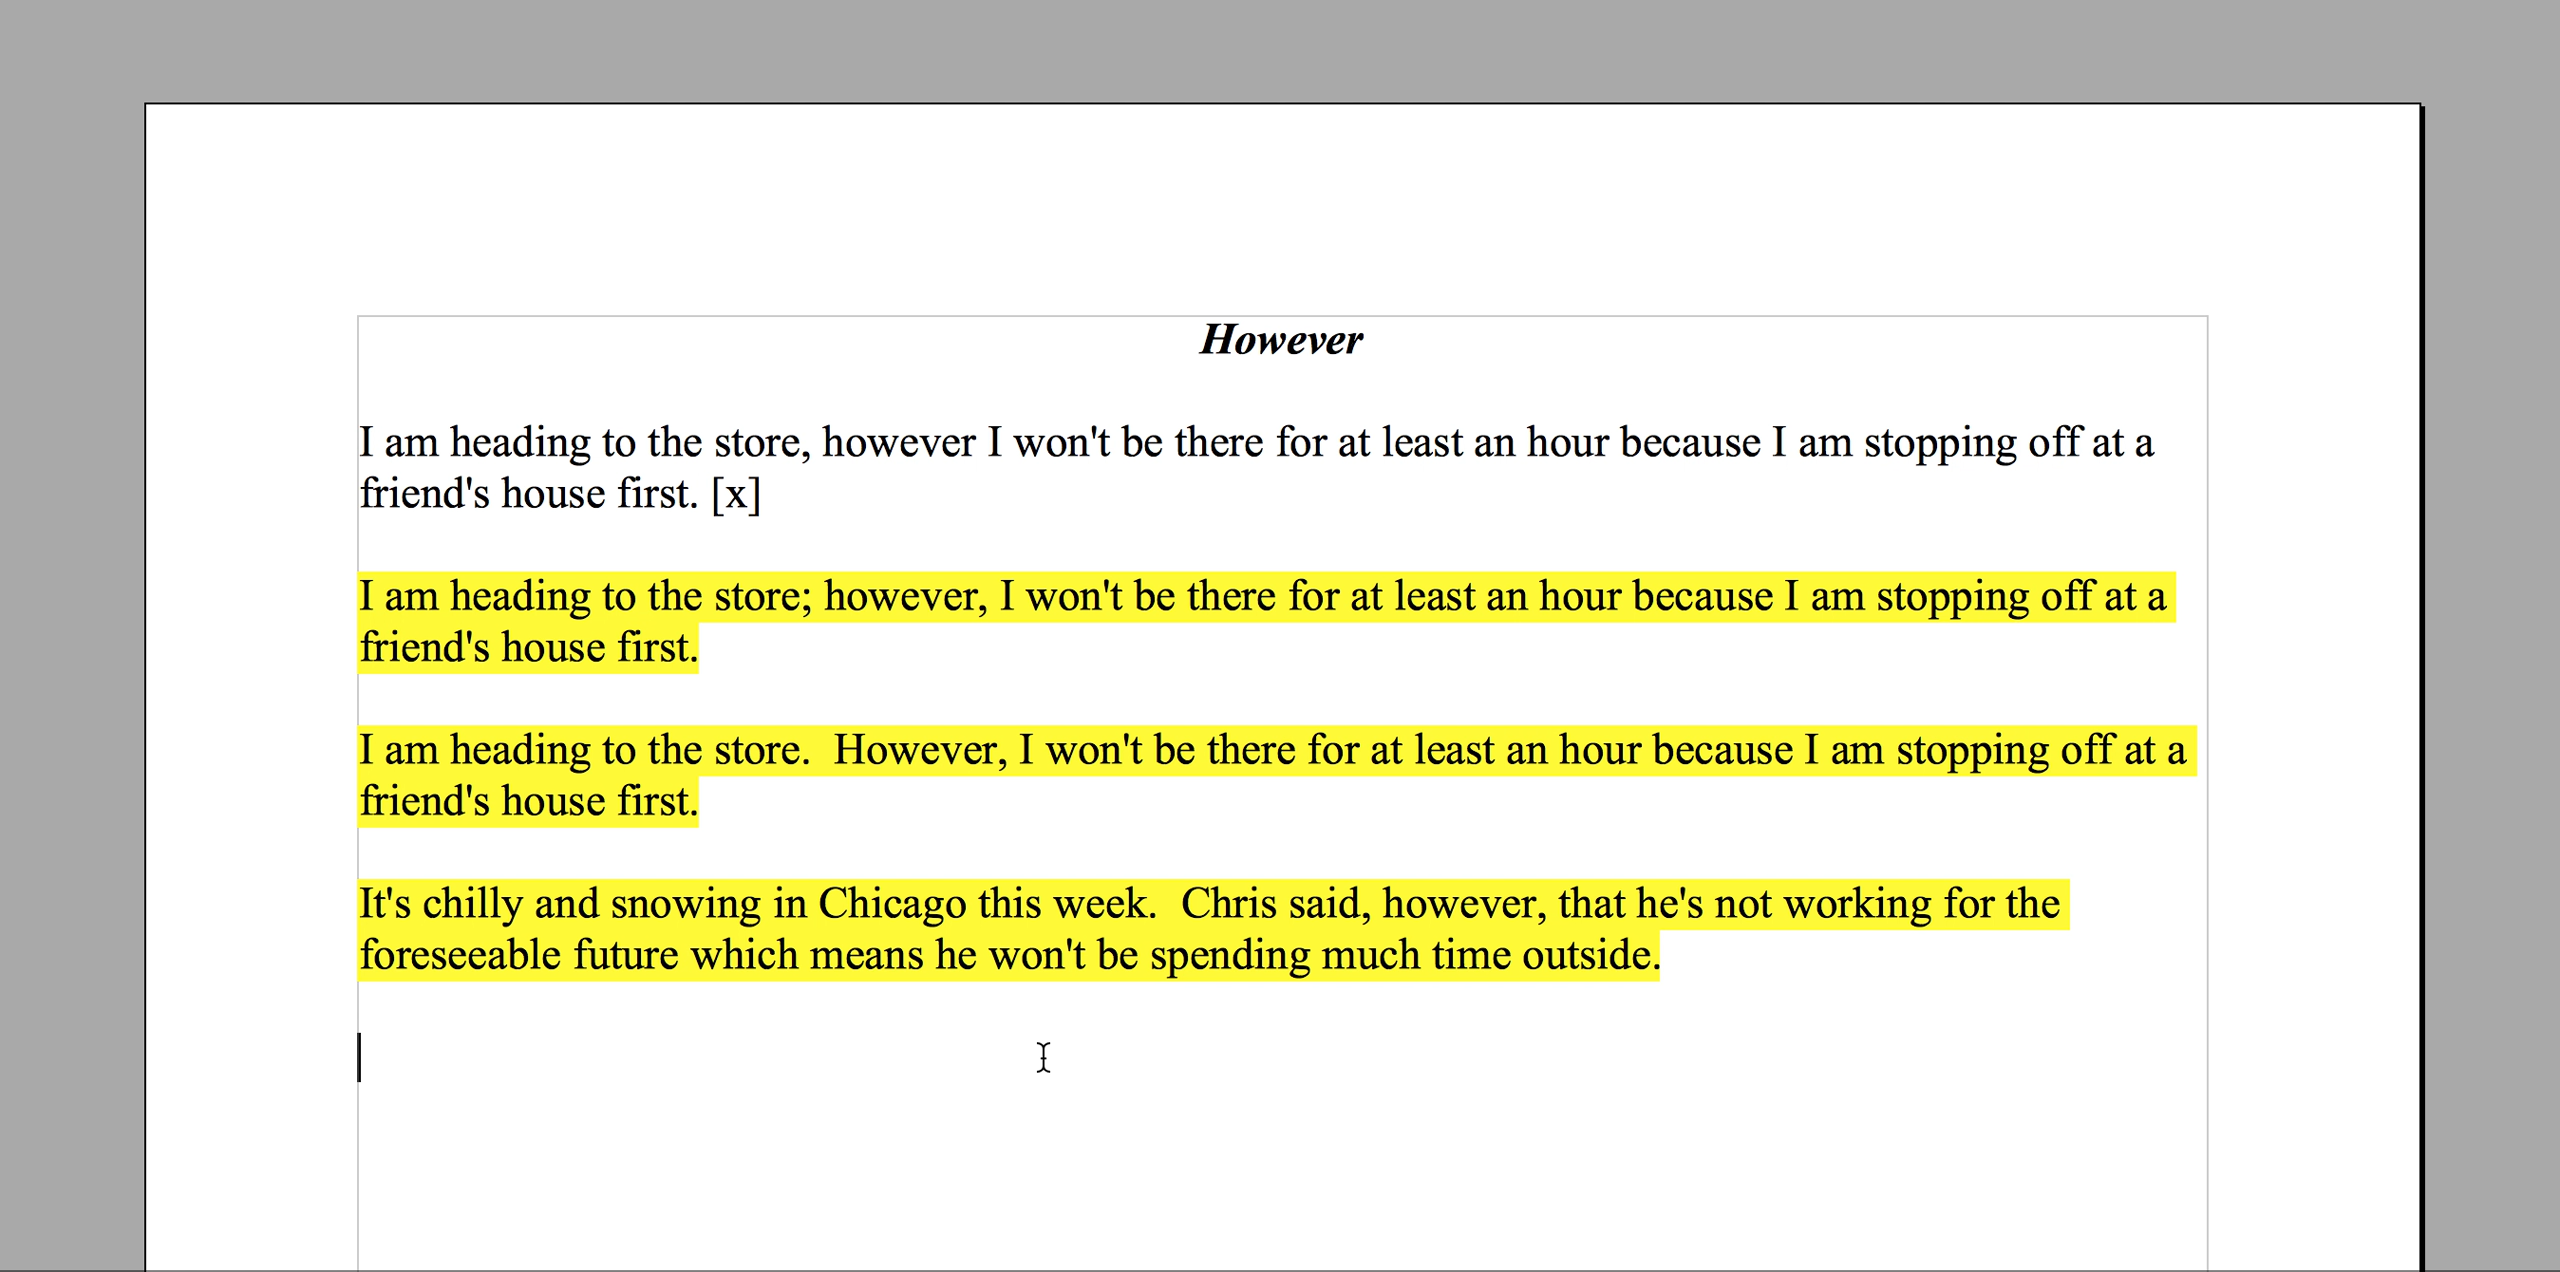 However
I am heading to the store, however I won't be there for at least an hour because I am stopping off at a
friend's house first. [x]
I am heading to the store; however, I won't be there for at least an hour because I am stopping off at a
friend's house first.
I am heading to the store.  However, I won't be there for at least an hour because I am stopping off at a
friend's house first.
It's chilly and snowing in Chicago this week.  Chris said, however, that he's not working for the
foreseeable future which means he won't be spending much time outside.